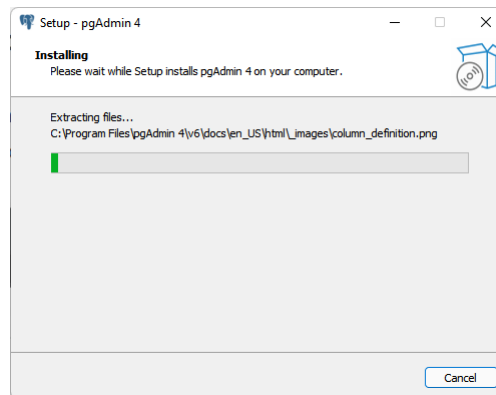 Setup - pgAdmin 4
Installing
Please wait while Setup installs pgAdmin 4 on your computer.
Extracting files...
C:\Program Files\pgAdmin 4\v6\docs\en_US\html\_images\column_definition.png
Cancel